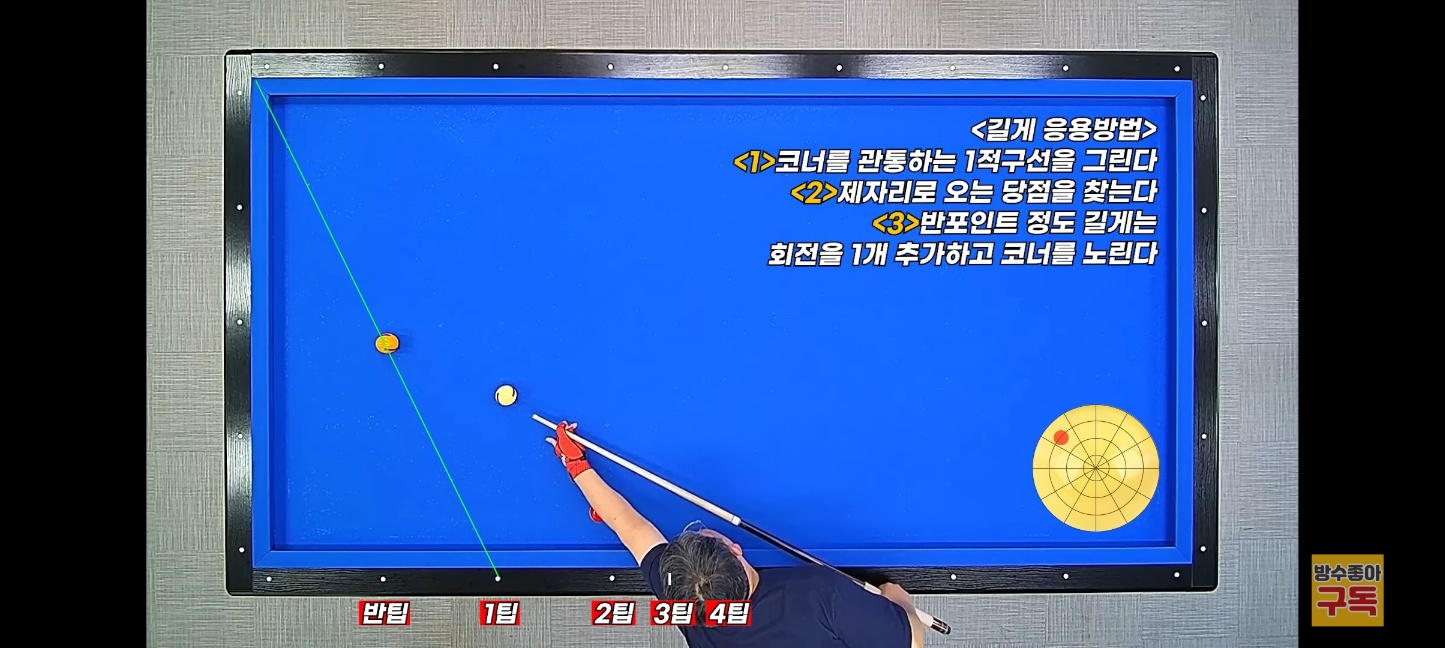 <길게 응용방법>
<1>코너를 관통하는 1적구선을 그린다
<2>제자리로 오는 당점을 찾는다
<3>반포인트 정도 길게는
회전을 1개 추가하고 코너를 노린다
반팁 1팁 2팁 3팁 4팁
방수좋아
구독